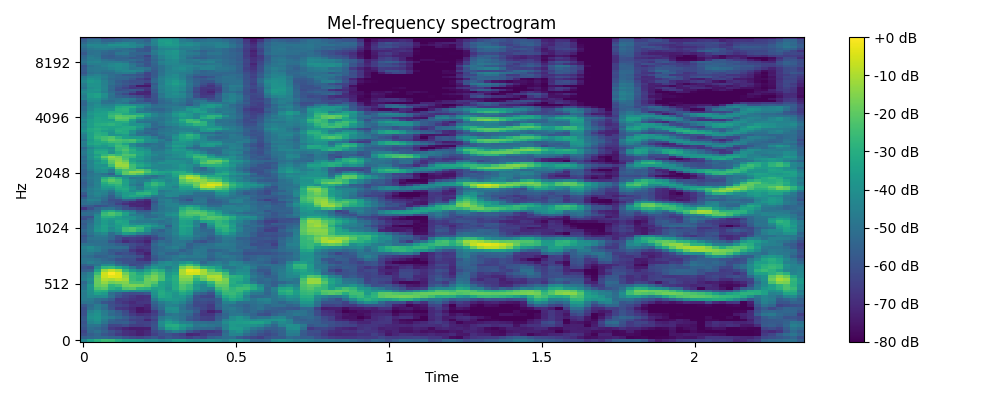 Mel-frequency spectrogram
Hz
8192
4096
2048
1024
512
0
0 0.5 1 1.5 2
Time
+0 dB
-10 dB
-20 dB
-30 dB
-40 dB
-50 dB
-60 dB
-70 dB
-80 dB